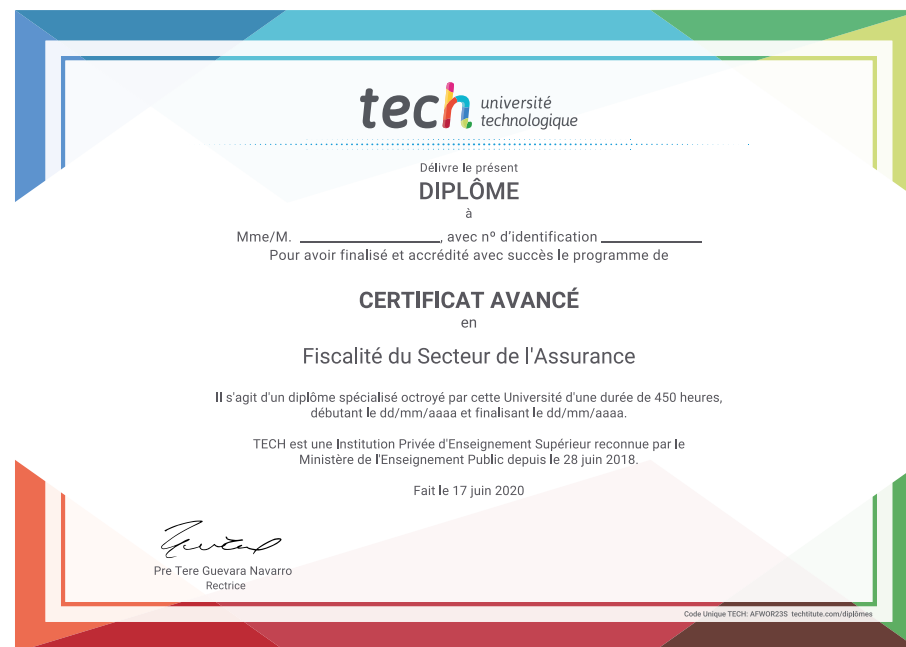 tech université
technologique
Délivre le présent
DIPLÔME
à
Mme/M. ____________________, avec nº d'identification ______________
Pour avoir finalisé et accrédité avec succès le programme de
CERTIFICAT AVANCÉ
en
Fiscalité du Secteur de l'Assurance
Il s'agit d'un diplôme spécialisé octroyé par cette Université d'une durée de 450 heures,
débutant le dd/mm/aaaa et finalisant le dd/mm/aaaa.
TECH est une Institution Privée d'Enseignement Supérieur reconnue par le
Ministère de l'Enseignement Public depuis le 28 juin 2018.
Fait le 17 juin 2020
Pre Tere Guevara Navarro
Rectrice
Code Unique TECH: AFWOR23S techtitute.com/diplômes